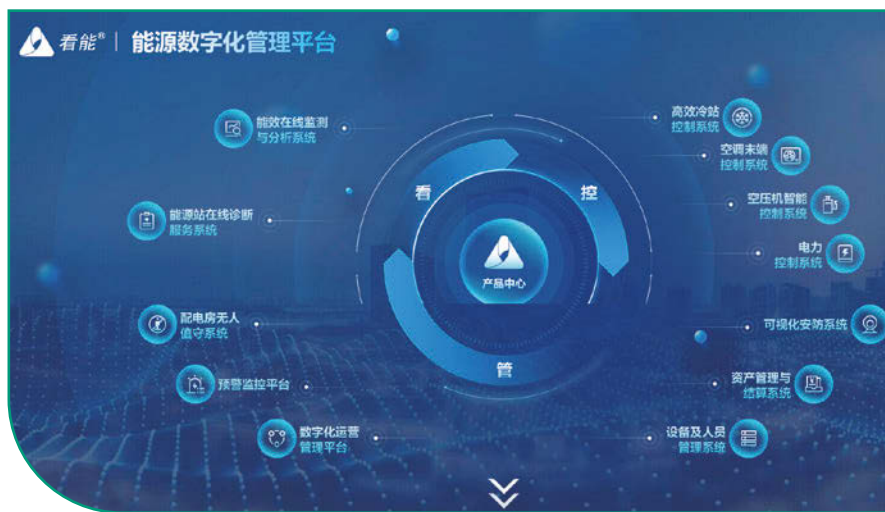 看能® | 能源数字化管理平台
能效在线监测
与分析系统
能源站在线诊断
服务系统
配电房无人
值守系统
预警监控平台
数字化运营
管理平台
看
控
管
产品中心
高效冷站
控制系统
空调末端
控制系统
空压机智能
控制系统
电力
控制系统
可视化安防系统
资产管理与
结算系统
设备及人员
管理系统